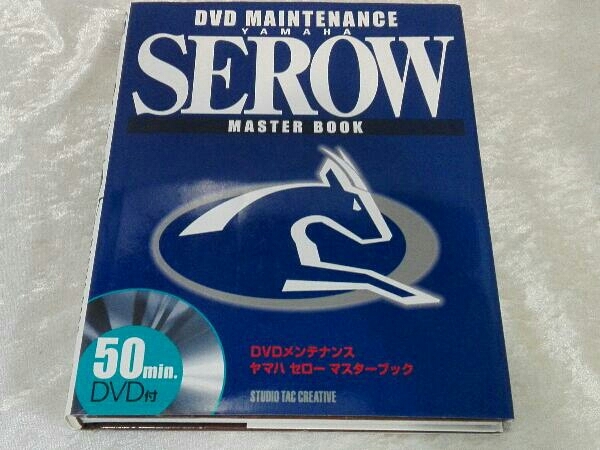 DVD MAINTENANCE
YAMAHA
SEROW
MASTER BOOK
50min.
DVD付
DVDメンテナンス
ヤマハ セロー マスターブック
STUDIO TAC CREATIVE